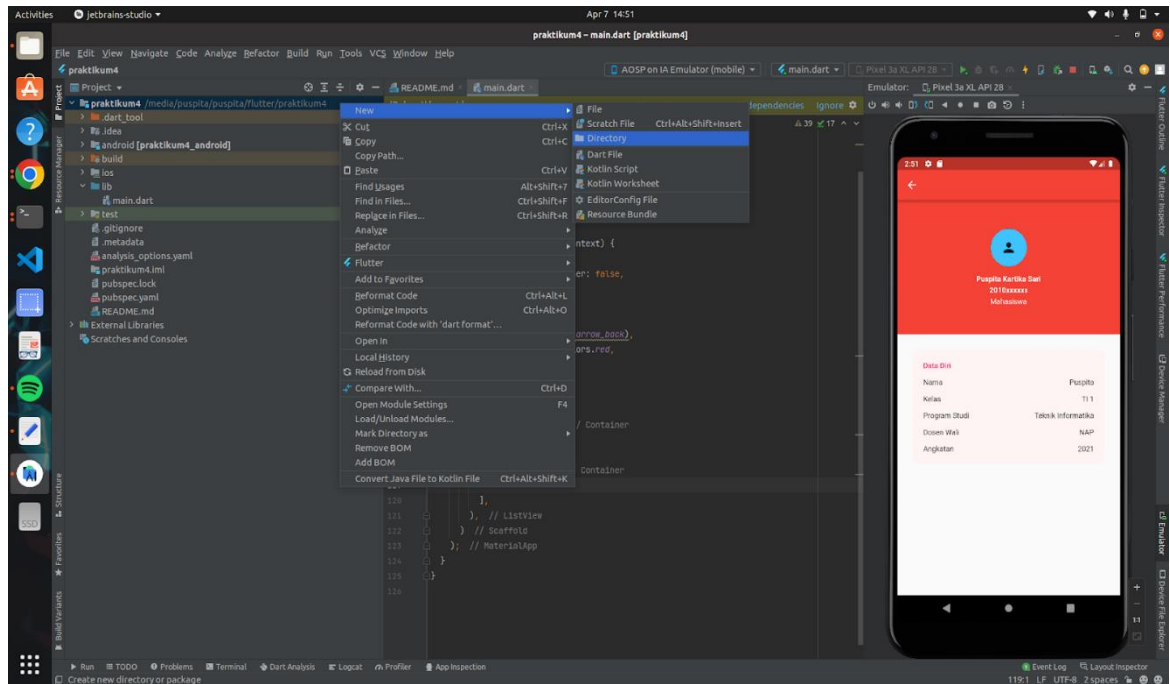 Activities
jetbrains-studio
Apr 7 14:51
praktikum4 – main.dart [praktikum4]
File Edit View Navigate Code Analyze Refactor Build Run Tools VCS Window Help
praktikum4
AOSP on IA Emulator (mobile)
main.dart
Pixel 3a XL API 28
Project
README.md
main.dart
Emulator:
Pixel 3a XL API 28
praktikum4 /media/puspita/puspita/flutter/praktikum4
.dart_tool
.idea
android [praktikum4_android]
build
ios
lib
main.dart
test
.gitignore
.metadata
analysis_options.yaml
praktikum4.iml
pubspec.lock
pubspec.yaml
README.md
External Libraries
Scratches and Consoles
New
Cut Ctrl+X
Copy Ctrl+C
Copy Path...
Paste Ctrl+V
Find Usages Alt+Shift+7
Find in Files... Ctrl+Shift+F
Replace in Files... Ctrl+Shift+R
Analyze
Refactor
Flutter
Add to Favorites
Reformat Code Ctrl+Alt+L
Optimize Imports Ctrl+Alt+O
Reformat Code with 'dart format'...
Open In
Local History
Reload from Disk
Compare With... Ctrl+D
Open Module Settings F4
Load/Unload Modules...
Mark Directory as
Remove BOM
Add BOM
Convert Java File to Kotlin File Ctrl+Alt+Shift+K
File
Scratch File Ctrl+Alt+Shift+Insert
Directory
Dart File
Kotlin Script
Kotlin Worksheet
EditorConfig File
Resource Bundle
dependencies Ignore
39 17
ntext) {
er: false,
arrow_back),
ors.red,
/ Container
Container
120 ],
121 ), // ListView
122 ) // Scaffold
123 ); // MaterialApp
124 }
125 }
126
2:51
Puspita Kartika Sari
2016xxxxxx
Mahasiswa
Data Diri
Nama Puspita
Kelas TI 1
Program Studi Teknik Informatika
Dosen Wali NAP
Angkatan 2021
1:1
Project
Resource Manager
Structure
Favorites
Build Variants
Flutter Outline
Flutter Inspector
Flutter Performance
Device Manager
Emulator
Device File Explorer
SSD
Run TODO Problems Terminal Dart Analysis Logcat Profiler App Inspection
Event Log Layout Inspector
Create new directory or package
119:1 LF UTF-8 2 spaces